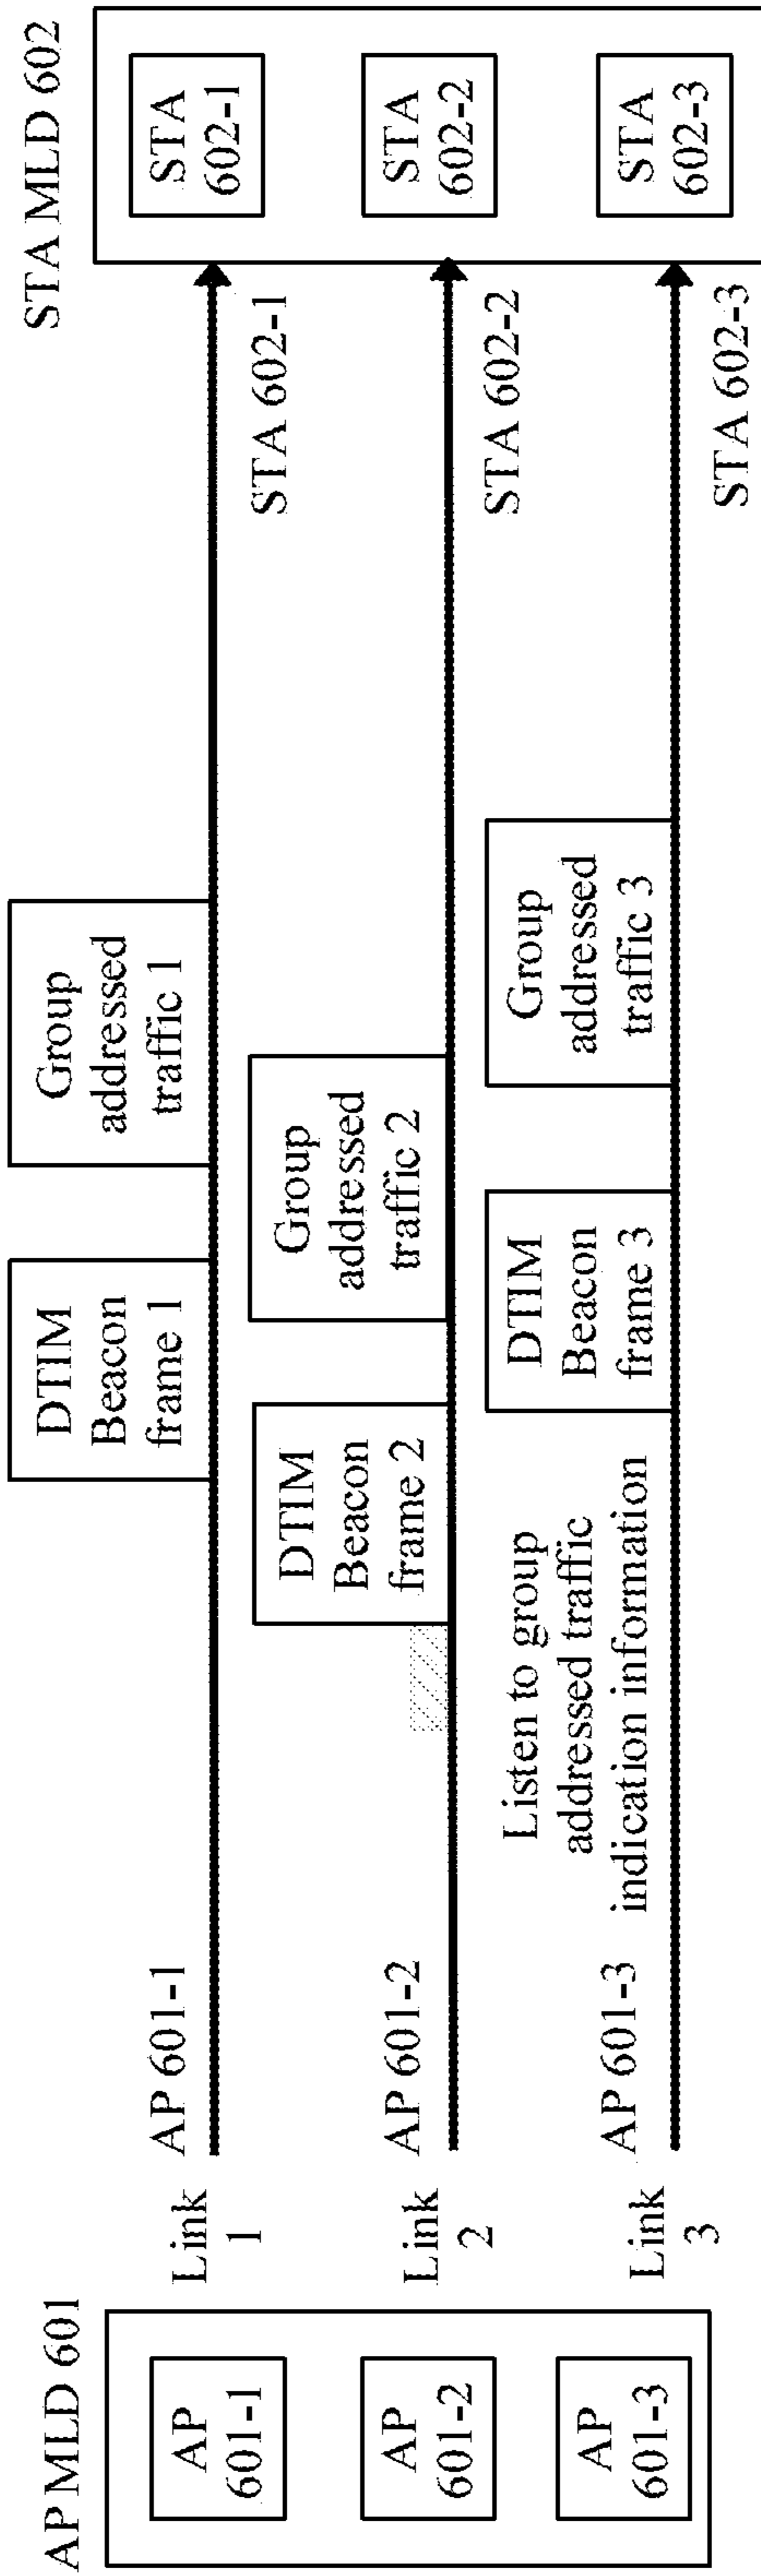 AP MLD 601
AP
601-1
AP
601-2
AP
601-3
Link
1
AP 601-1
DTIM
Beacon
frame 1
Group
addressed
traffic 1
STA 602-1
Link
2
AP 601-2
DTIM
Beacon
frame 2
Group
addressed
traffic 2
STA 602-2
Link
3
AP 601-3
Listen to group
addressed traffic
indication information
DTIM
Beacon
frame 3
Group
addressed
traffic 3
STA 602-3
STA MLD 602
STA
602-1
STA
602-2
STA
602-3